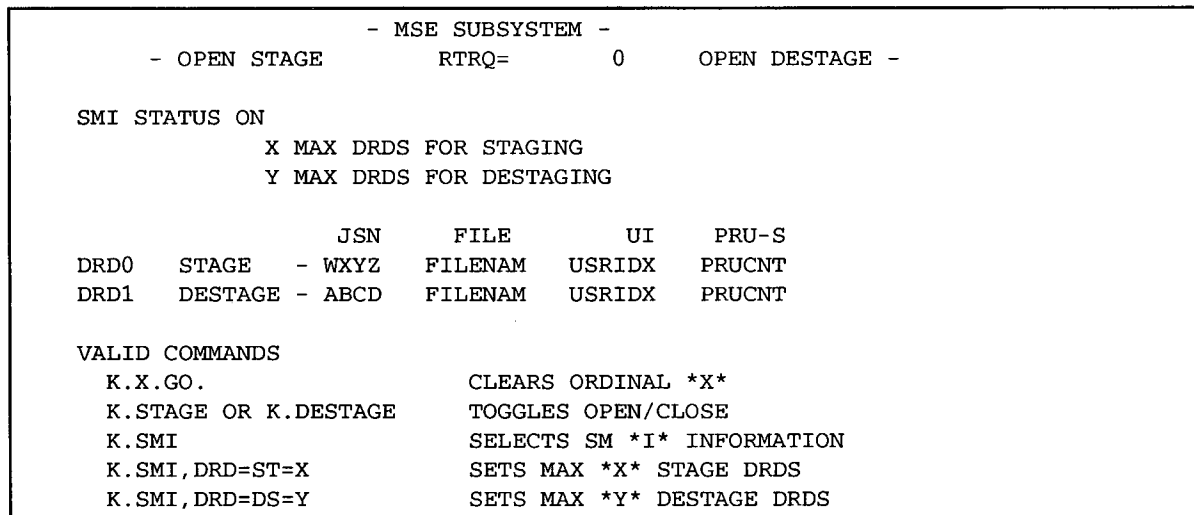 - MSE SUBSYSTEM -
- OPEN STAGE RTRQ= 0 OPEN DESTAGE -
SMI STATUS ON
X MAX DRDS FOR STAGING
Y MAX DRDS FOR DESTAGING
JSN FILE UI PRU-S
DRD0 STAGE - WXYZ FILENAM USRIDX PRUCNT
DRD1 DESTAGE - ABCD FILENAM USRIDX PRUCNT
VALID COMMANDS
K.X.GO. CLEARS ORDINAL *X*
K.STAGE OR K.DESTAGE TOGGLES OPEN/CLOSE
K.SMI SELECTS SM *I* INFORMATION
K.SMI,DRD=ST=X SETS MAX *X* STAGE DRDS
K.SMI,DRD=DS=Y SETS MAX *Y* DESTAGE DRDS